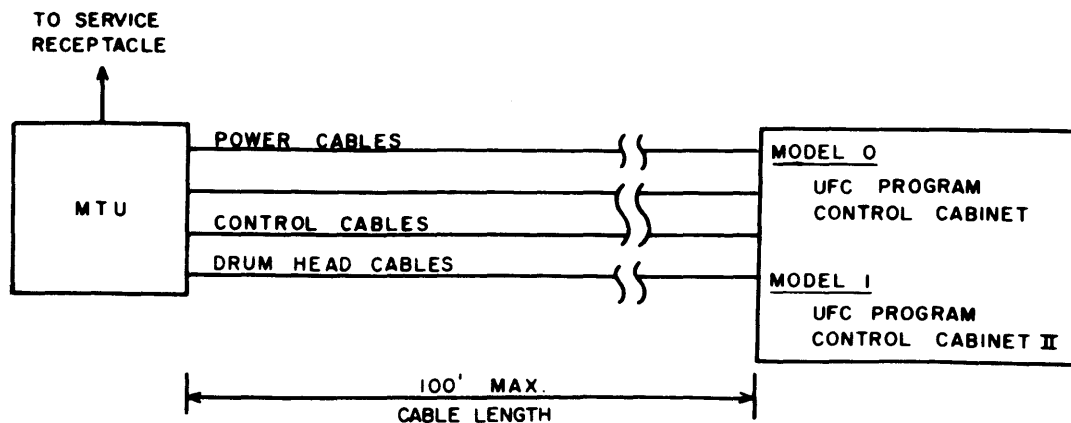 TO SERVICE
RECEPTACLE
MTU
POWER CABLES
CONTROL CABLES
DRUM HEAD CABLES
MODEL 0
UFC PROGRAM
CONTROL CABINET
MODEL I
UFC PROGRAM
CONTROL CABINET II
100' MAX.
CABLE LENGTH